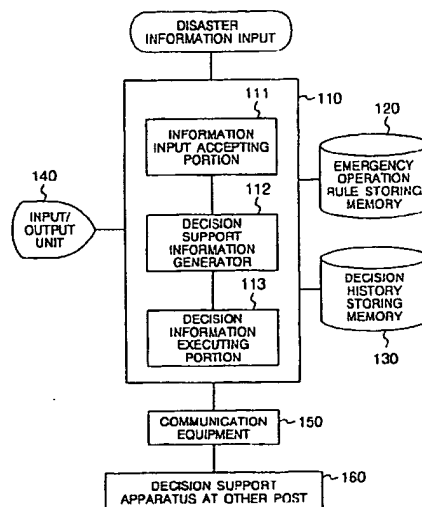 DISASTER
INFORMATION INPUT
110
111
INFORMATION
INPUT ACCEPTING
PORTION
120
EMERGENCY
OPERATION
RULE STORING
MEMORY
140
INPUT/
OUTPUT
UNIT
112
DECISION
SUPPORT
INFORMATION
GENERATOR
113
DECISION
INFORMATION
EXECUTING
PORTION
DECISION
HISTORY
STORING
MEMORY
130
COMMUNICATION
EQUIPMENT
150
160
DECISION SUPPORT
APPARATUS AT OTHER POST